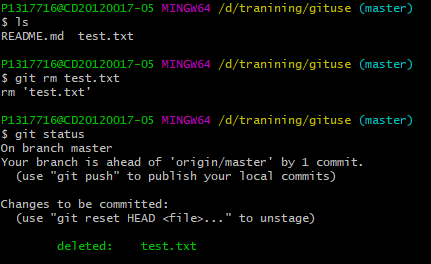 P1317716@CD20120017-05 MINGW64 /d/tranining/gituse (master)
$ ls
README.md  test.txt
P1317716@CD20120017-05 MINGW64 /d/tranining/gituse (master)
$ git rm test.txt
rm 'test.txt'
P1317716@CD20120017-05 MINGW64 /d/tranining/gituse (master)
$ git status
On branch master
Your branch is ahead of 'origin/master' by 1 commit.
  (use "git push" to publish your local commits)
Changes to be committed:
  (use "git reset HEAD <file>..." to unstage)
        deleted:    test.txt